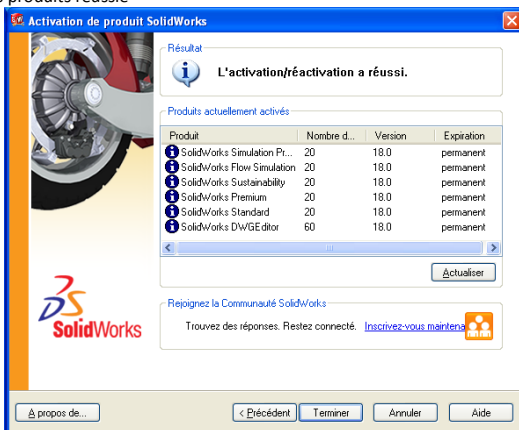 produits réussie
Activation de produit SolidWorks
Résultat
L'activation/réactivation a réussi.
Produits actuellement activés
Produit Nombre d... Version Expiration
SolidWorks Simulation Pr... 20 18.0 permanent
SolidWorks Flow Simulation 20 18.0 permanent
SolidWorks Sustainability 20 18.0 permanent
SolidWorks Premium 20 18.0 permanent
SolidWorks Standard 20 18.0 permanent
SolidWorks DWGEditor 60 18.0 permanent
Actualiser
Rejoignez la Communauté SolidWorks
Trouvez des réponses. Restez connecté. Inscrivez-vous maintena
SolidWorks
A propos de...
< Précédent
Terminer
Annuler
Aide